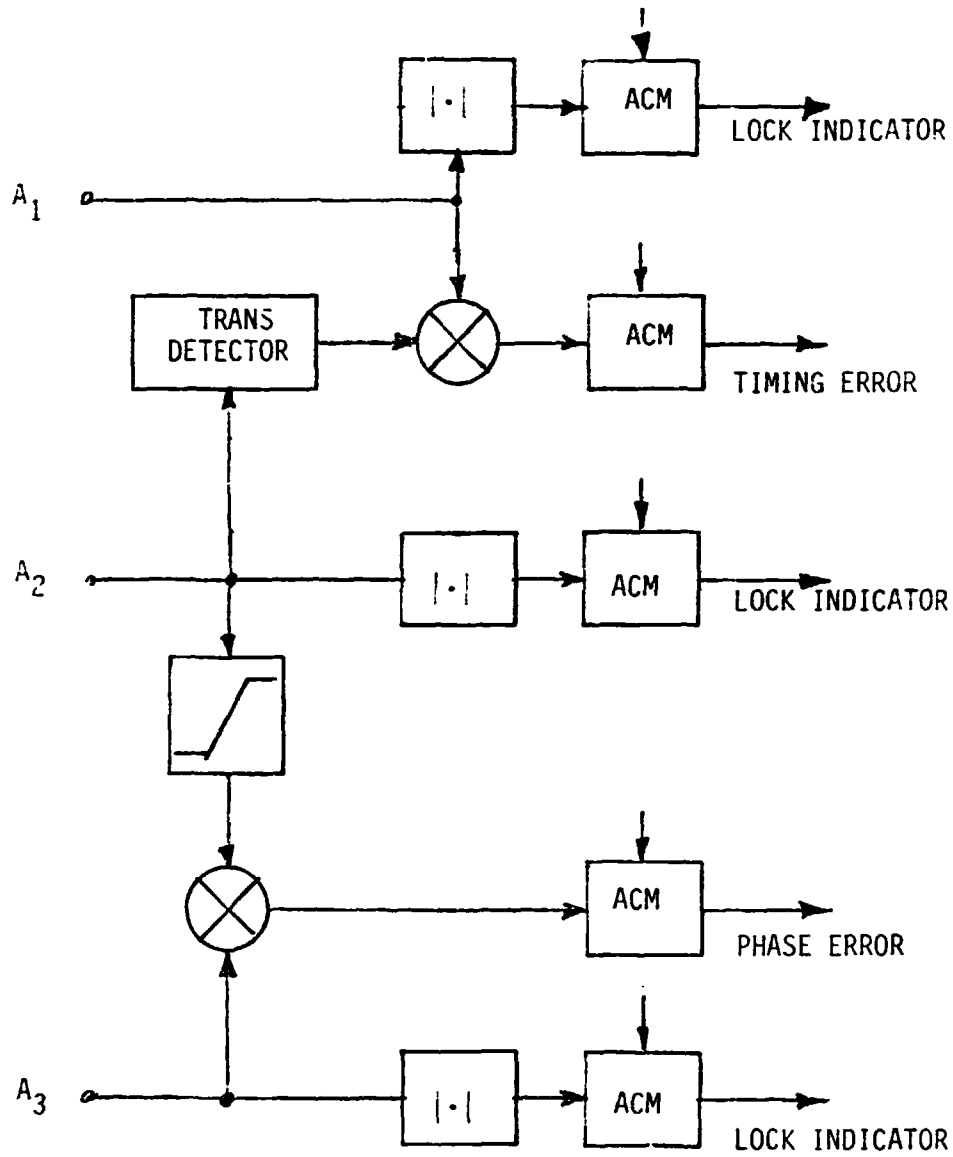 |·|
ACM
LOCK INDICATOR
A1
TRANS
DETECTOR
ACM
TIMING ERROR
A2
|·|
ACM
LOCK INDICATOR
ACM
PHASE ERROR
A3
|·|
ACM
LOCK INDICATOR